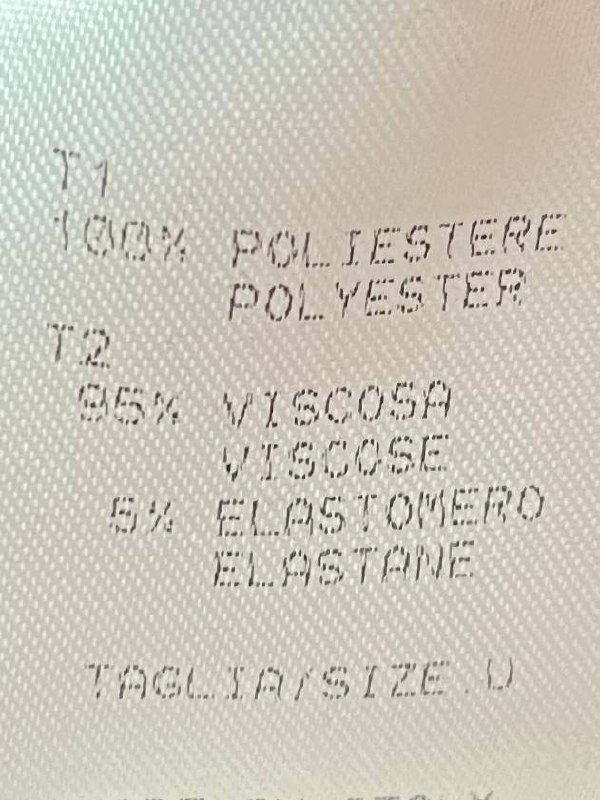 T1
100% POLIESTERE
POLYESTER
T2
95% VISCOSA
VISCOSE
5% ELASTOMERO
ELASTANE
TAGLIA/SIZE.U